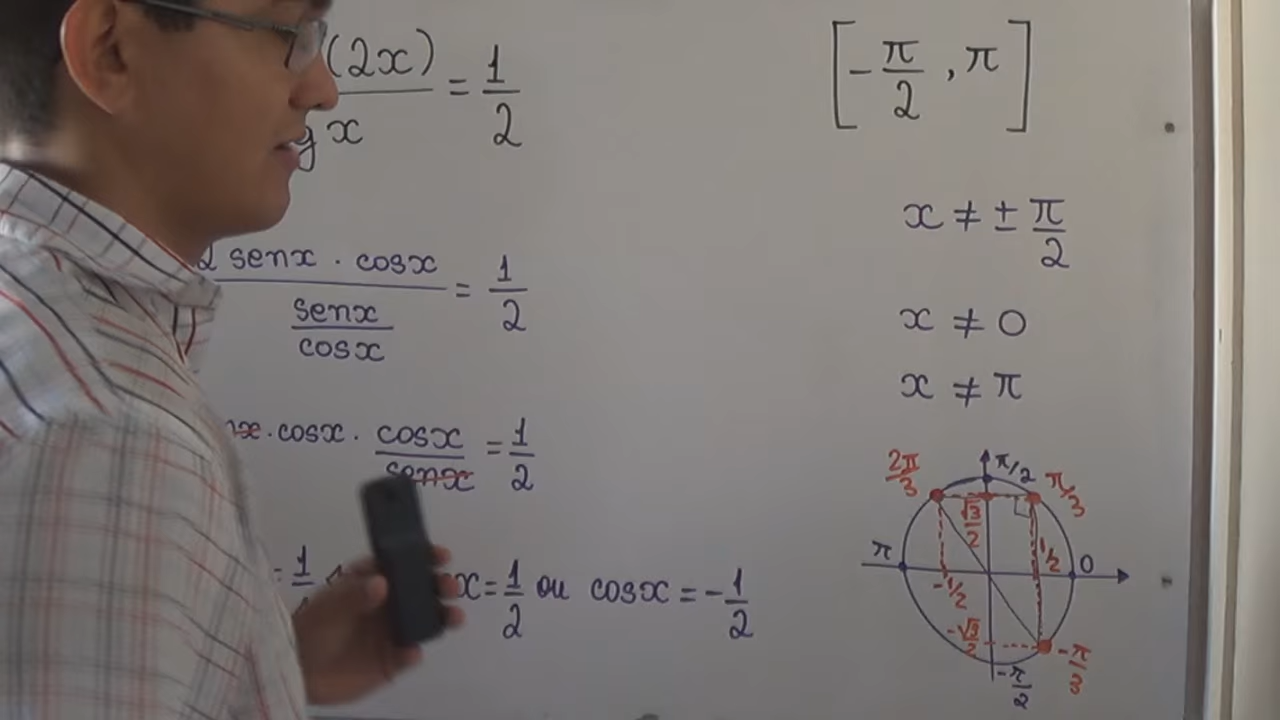 (2x) / g x = 1/2
2 senx · cosx / (senx / cosx) = 1/2
· cosx · cosx / senx = 1/2
= 1/
x = 1/2 ou cosx = -1/2
[-π/2 , π]
x ≠ ± π/2
x ≠ 0
x ≠ π
2π/3
π/2
π/3
√3/2
π
1/2
0
-1/2
-√3/2
-π/3
-π/2